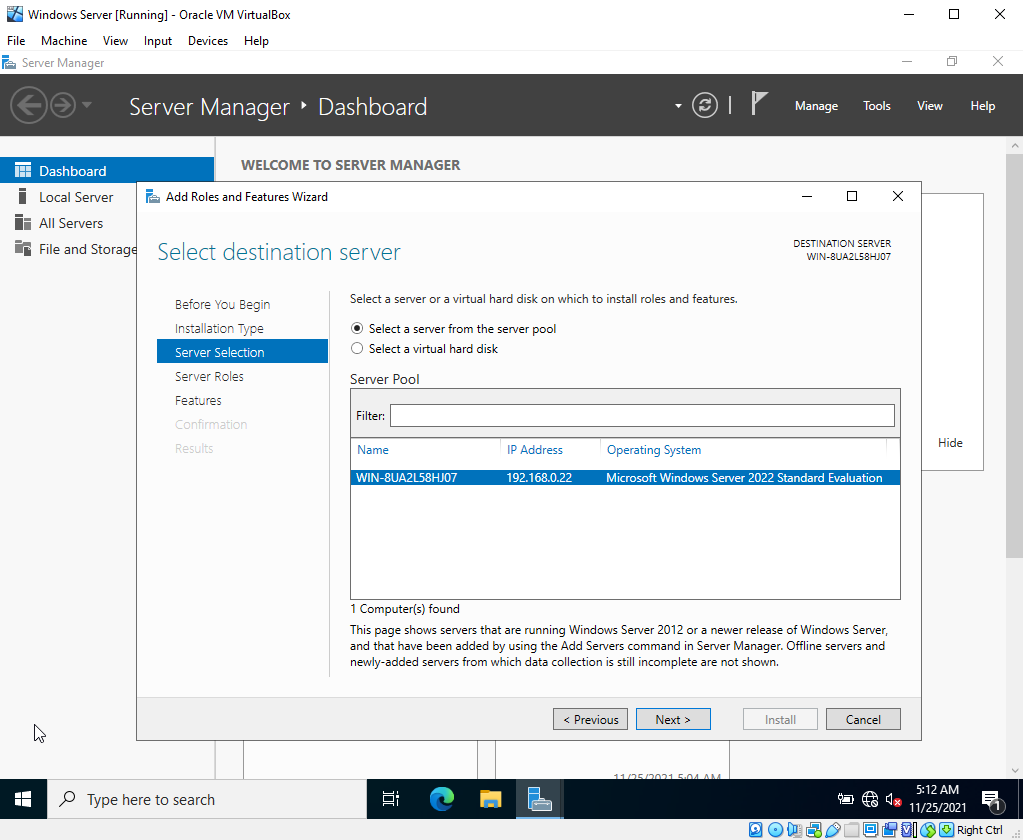 Windows Server [Running] - Oracle VM VirtualBox
File Machine View Input Devices Help
Server Manager
Server Manager Dashboard
Manage Tools View Help
WELCOME TO SERVER MANAGER
Dashboard
Local Server
All Servers
File and Storage
Add Roles and Features Wizard
Select destination server
DESTINATION SERVER
WIN-8UA2L58HJ07
Before You Begin
Installation Type
Server Selection
Server Roles
Features
Confirmation
Results
Select a server or a virtual hard disk on which to install roles and features.
Select a server from the server pool
Select a virtual hard disk
Server Pool
Filter:
Name IP Address Operating System
WIN-8UA2L58HJ07 192.168.0.22 Microsoft Windows Server 2022 Standard Evaluation
1 Computer(s) found
This page shows servers that are running Windows Server 2012 or a newer release of Windows Server,
and that have been added by using the Add Servers command in Server Manager. Offline servers and
newly-added servers from which data collection is still incomplete are not shown.
Hide
< Previous Next > Install Cancel
11/25/2021 5:04 AM
Type here to search
5:12 AM
11/25/2021
1
Right Ctrl